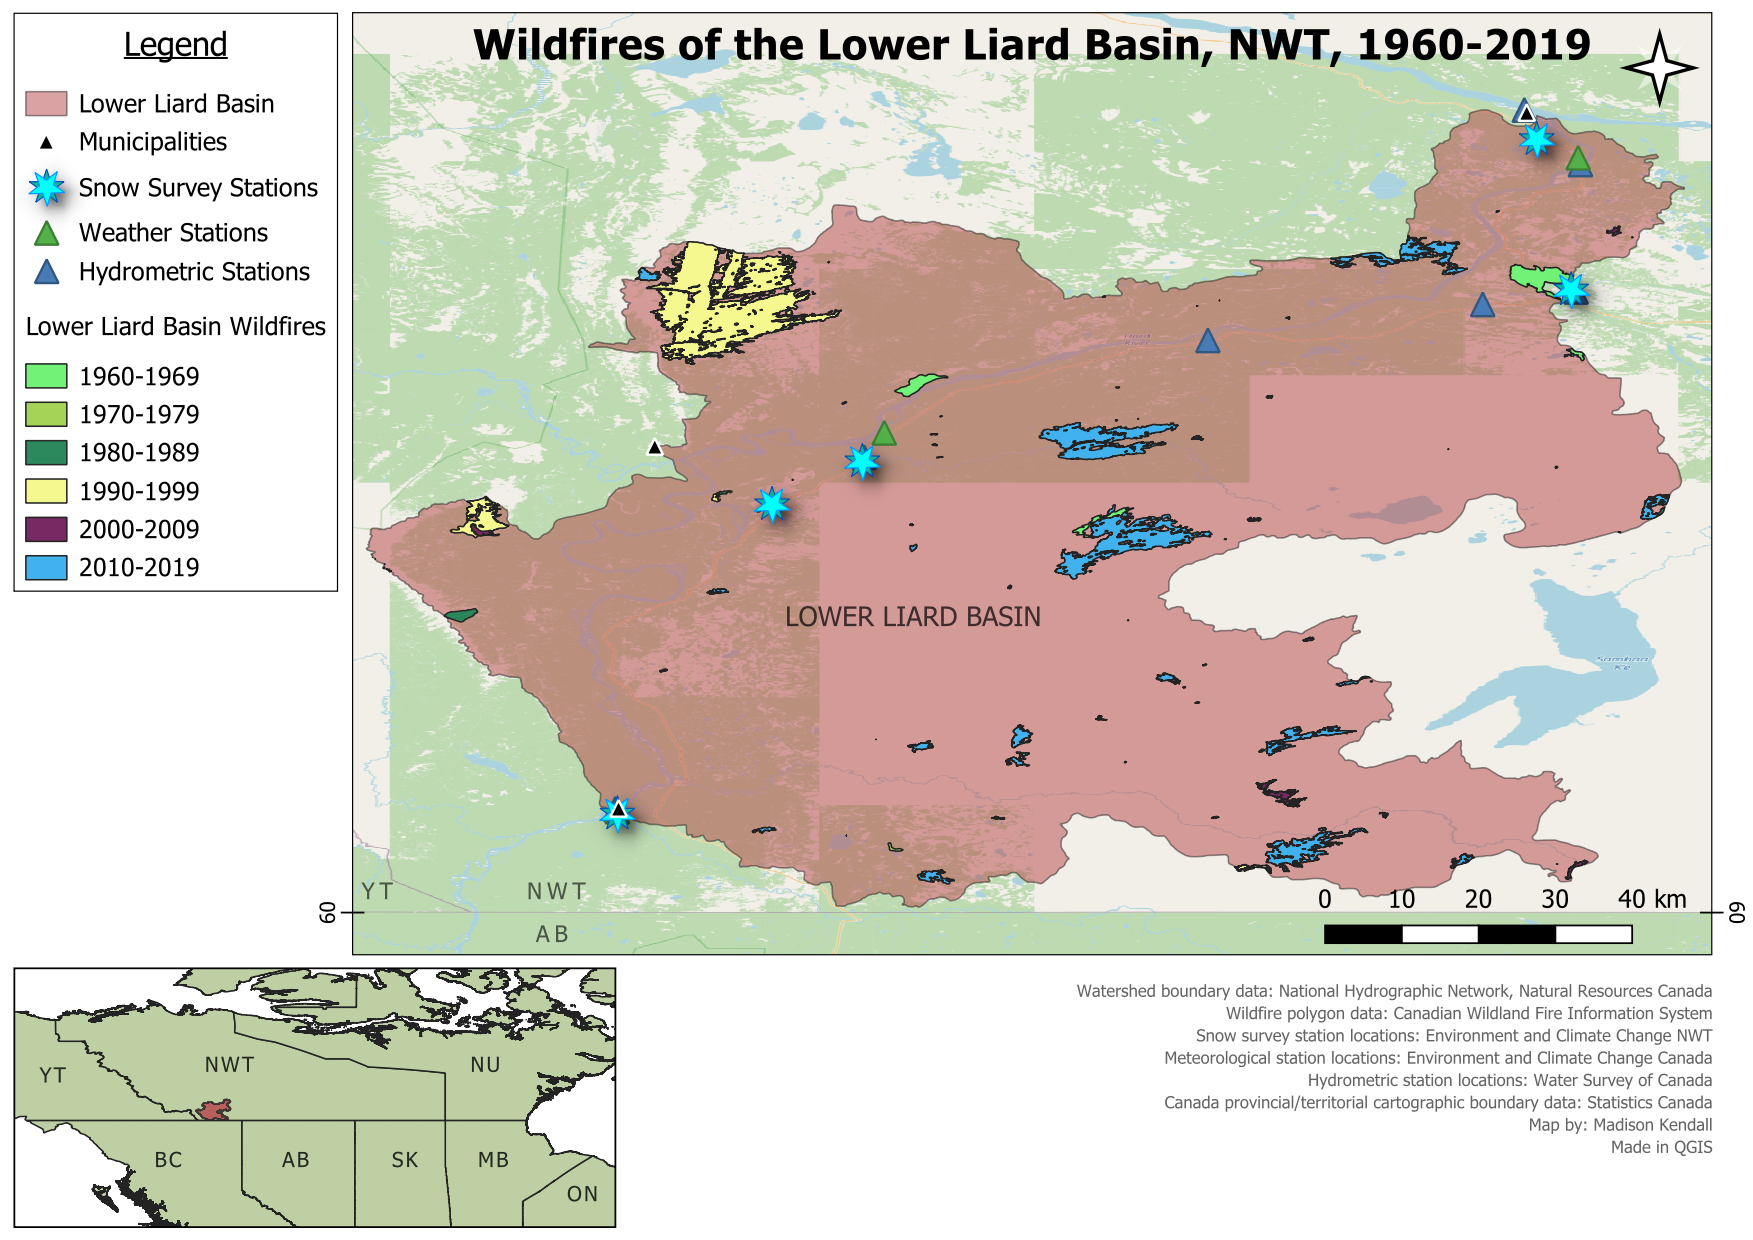 Wildfires of the Lower Liard Basin, NWT, 1960-2019
Legend
Lower Liard Basin
Municipalities
Snow Survey Stations
Weather Stations
Hydrometric Stations
Lower Liard Basin Wildfires
1960-1969
1970-1979
1980-1989
1990-1999
2000-2009
2010-2019
LOWER LIARD BASIN
YT
NWT
AB
60
60
0 10 20 30 40 km
YT
NWT
NU
BC
AB
SK
MB
ON
Watershed boundary data: National Hydrographic Network, Natural Resources Canada
Wildfire polygon data: Canadian Wildland Fire Information System
Snow survey station locations: Environment and Climate Change NWT
Meteorological station locations: Environment and Climate Change Canada
Hydrometric station locations: Water Survey of Canada
Canada provincial/territorial cartographic boundary data: Statistics Canada
Map by: Madison Kendall
Made in QGIS